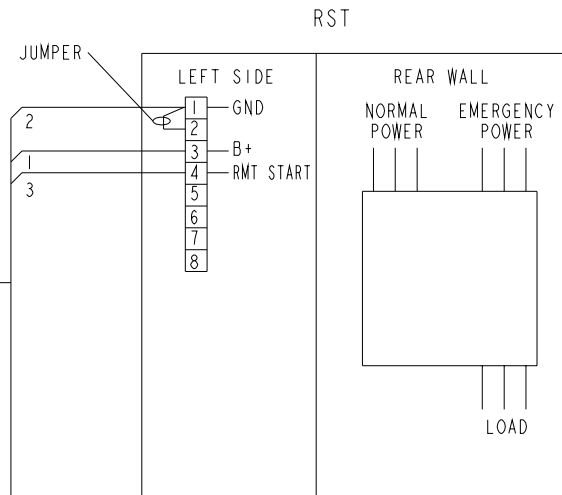 RST
JUMPER
LEFT SIDE
REAR WALL
1 GND
2
2
3 B+
1
4 RMT START
3
5
6
7
8
NORMAL
POWER
EMERGENCY
POWER
LOAD